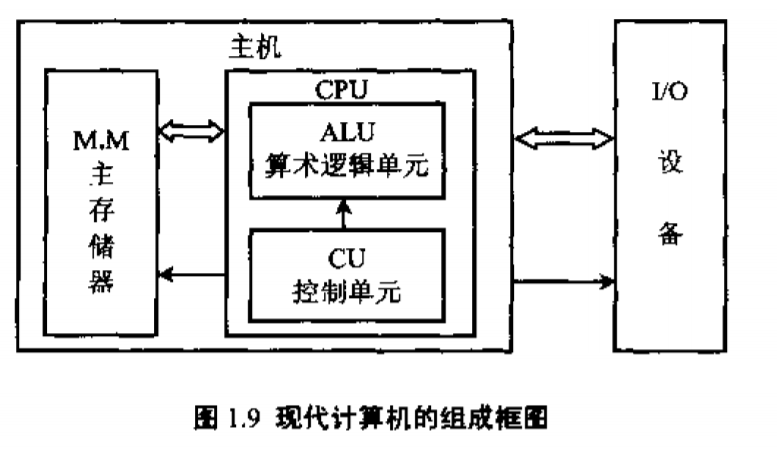 主机
M.M
主
存
储
器
CPU
ALU
算术逻辑单元
CU
控制单元
I/O
设
备
图 1.9 现代计算机的组成框图